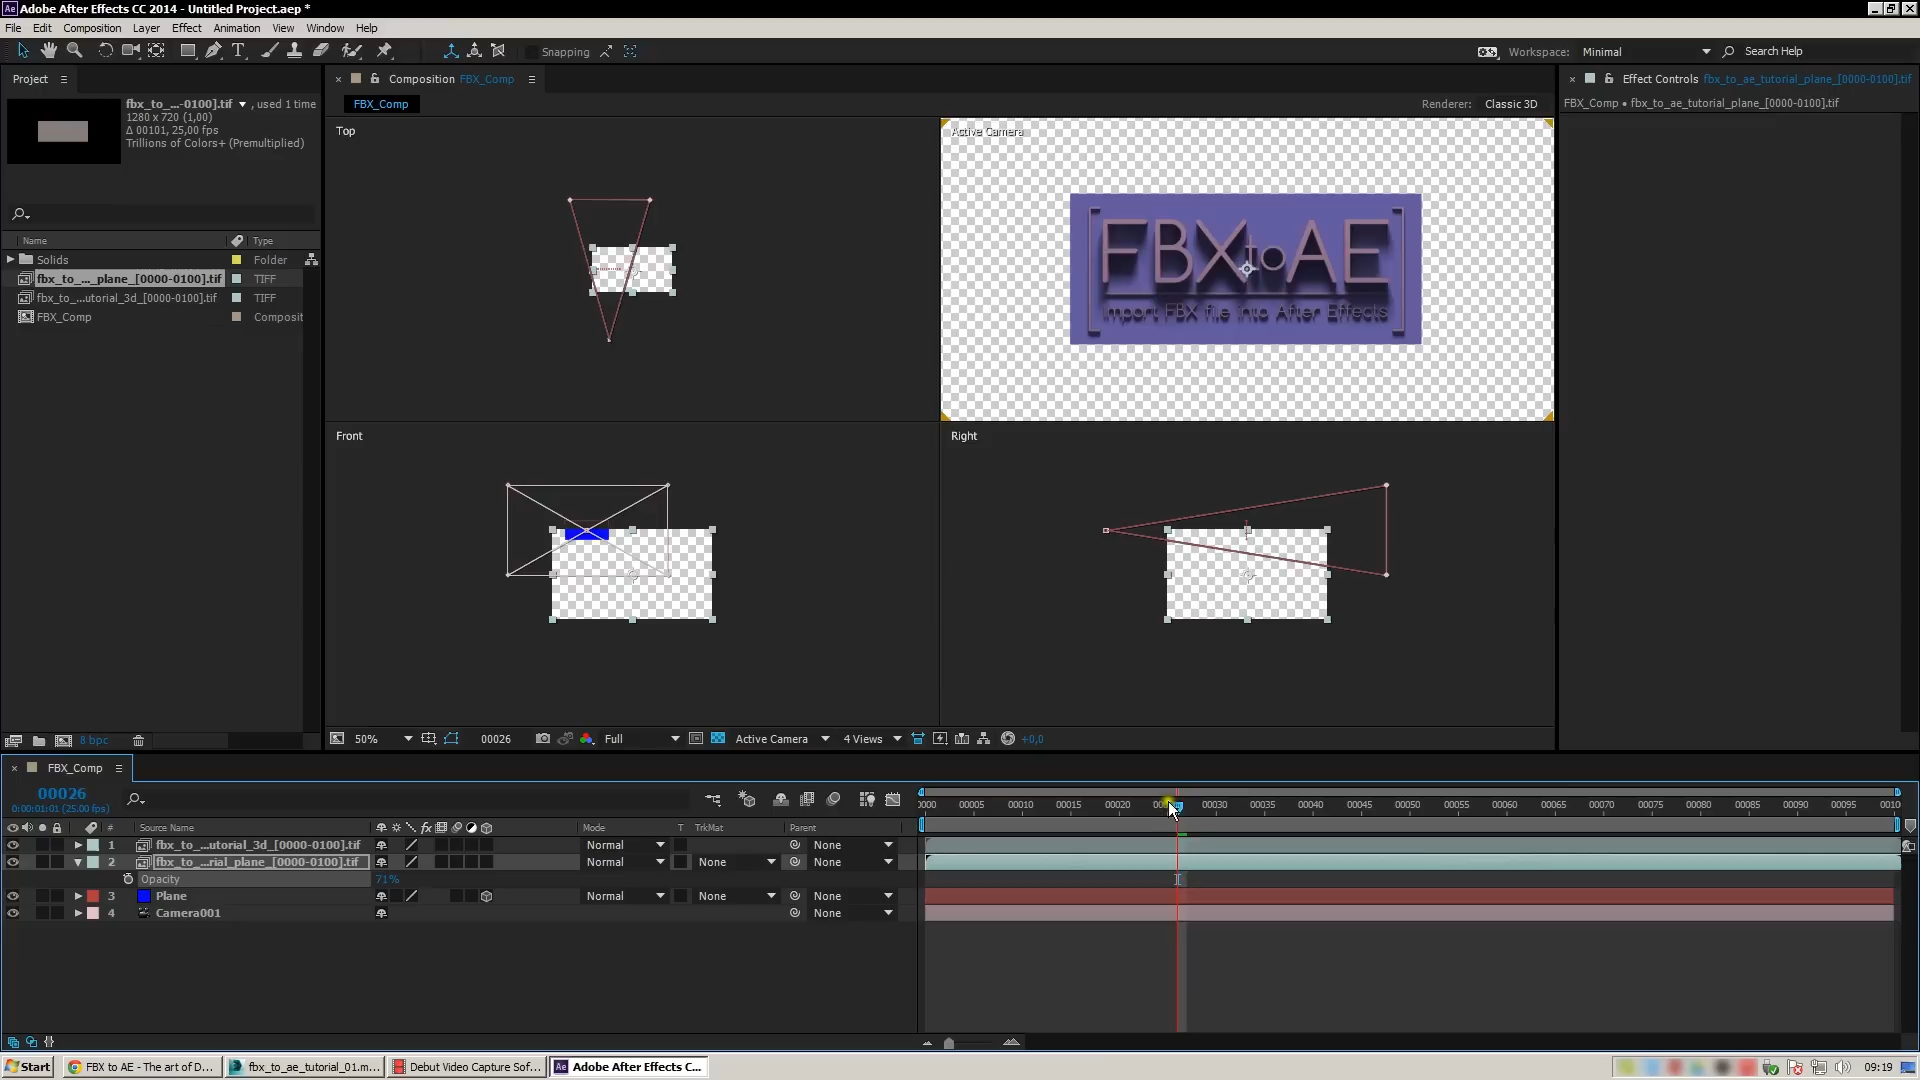 Adobe After Effects CC 2014 - Untitled Project.aep *
File Edit Composition Layer Effect Animation View Window Help
Snapping
Workspace: Minimal
Search Help
Project
fbx_to_...-0100].tif , used 1 time
1280 x 720 (1,00)
Δ 00101, 25,00 fps
Trillions of Colors+ (Premultiplied)
Name Type
Solids Folder
fbx_to_..._plane_[0000-0100].tif TIFF
fbx_to_...utorial_3d_[0000-0100].tif TIFF
FBX_Comp Composit
8 bpc
Composition FBX_Comp
FBX_Comp
Renderer: Classic 3D
Top
Active Camera
FBXtoAE
Import FBX file into After Effects
Front
Right
50% 00026 Full Active Camera 4 Views +0,0
Effect Controls fbx_to_ae_tutorial_plane_[0000-0100].tif
FBX_Comp • fbx_to_ae_tutorial_plane_[0000-0100].tif
FBX_Comp
00026
0:00:01:01 (25.00 fps)
0000 00005 00010 00015 00020 00030 00035 00040 00045 00050 00055 00060 00065 00070 00075 00080 00085 00090 00095 0010
# Source Name Mode T TrkMat Parent
1 fbx_to_...utorial_3d_[0000-0100].tif Normal None
2 fbx_to_...rial_plane_[0000-0100].tif Normal None None
Opacity 71%
3 Plane Normal None None
4 Camera001 None
Start
FBX to AE - The art of D...
fbx_to_ae_tutorial_01.m...
Debut Video Capture Sof...
Adobe After Effects C...
09:19